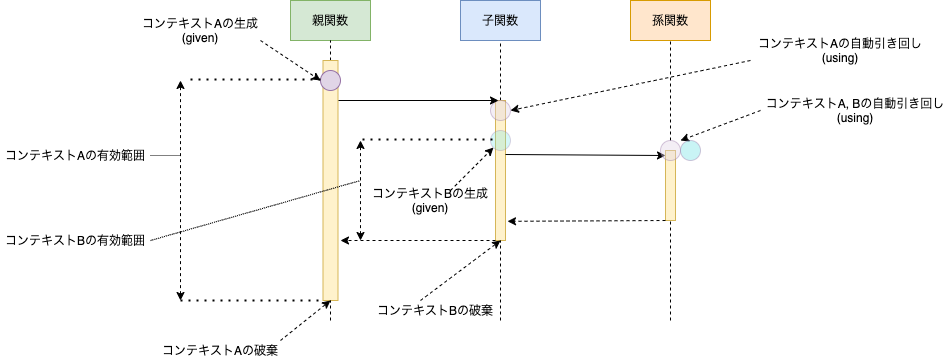 親関数
子関数
孫関数
コンテキストAの生成
(given)
コンテキストAの自動引き回し
(using)
コンテキストA, Bの自動引き回し
(using)
コンテキストAの有効範囲
コンテキストBの生成
(given)
コンテキストBの有効範囲
コンテキストBの破棄
コンテキストAの破棄